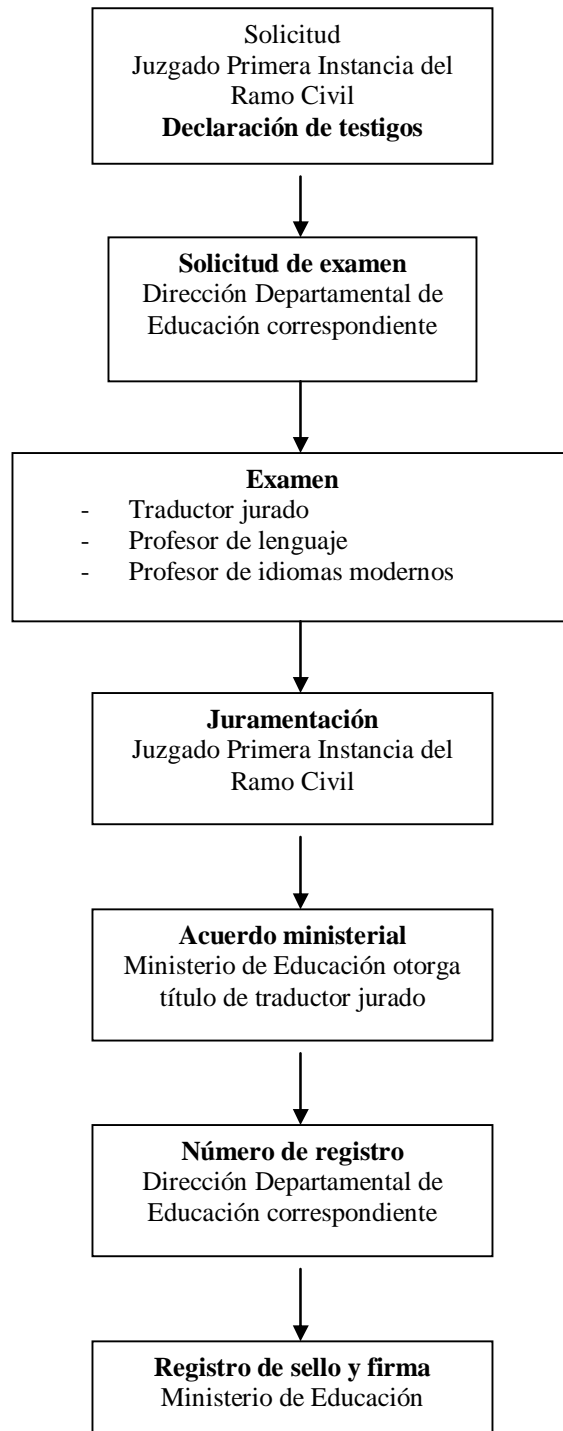 Solicitud
Juzgado Primera Instancia del
Ramo Civil
Declaración de testigos
Solicitud de examen
Dirección Departamental de
Educación correspondiente
Examen
- Traductor jurado
- Profesor de lenguaje
- Profesor de idiomas modernos
Juramentación
Juzgado Primera Instancia del
Ramo Civil
Acuerdo ministerial
Ministerio de Educación otorga
título de traductor jurado
Número de registro
Dirección Departamental de
Educación correspondiente
Registro de sello y firma
Ministerio de Educación